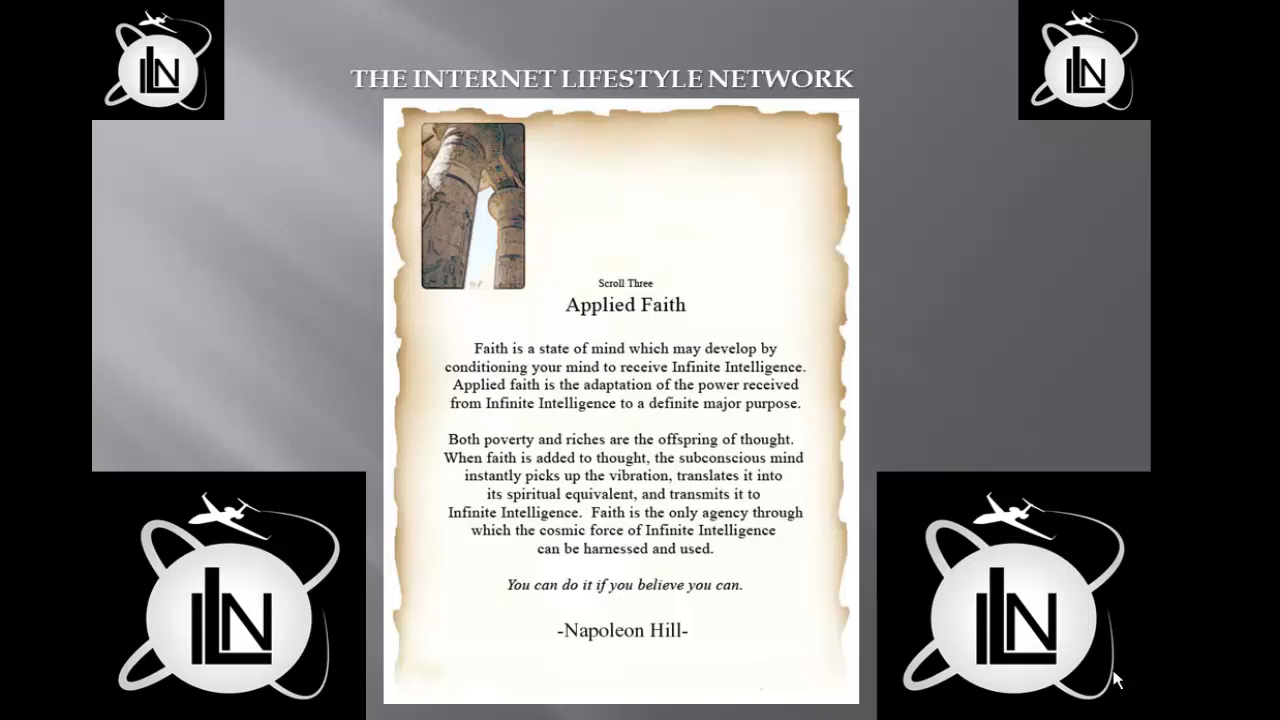 ILN
ILN
THE INTERNET LIFESTYLE NETWORK
Scroll Three
Applied Faith
Faith is a state of mind which may develop by
conditioning your mind to receive Infinite Intelligence.
Applied faith is the adaptation of the power received
from Infinite Intelligence to a definite major purpose.
Both poverty and riches are the offspring of thought.
When faith is added to thought, the subconscious mind
instantly picks up the vibration, translates it into
its spiritual equivalent, and transmits it to
Infinite Intelligence. Faith is the only agency through
which the cosmic force of Infinite Intelligence
can be harnessed and used.
You can do it if you believe you can.
-Napoleon Hill-
ILN
ILN